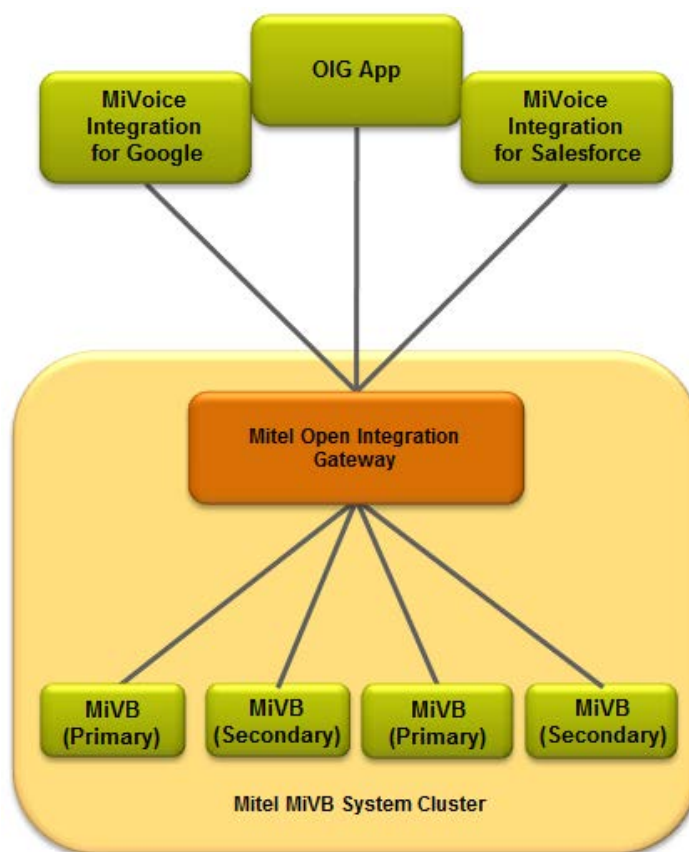 OIG App
MiVoice
Integration
for Google
MiVoice
Integration
for Salesforce
Mitel Open Integration
Gateway
MiVB
(Primary)
MiVB
(Secondary)
MiVB
(Primary)
MiVB
(Secondary)
Mitel MiVB System Cluster